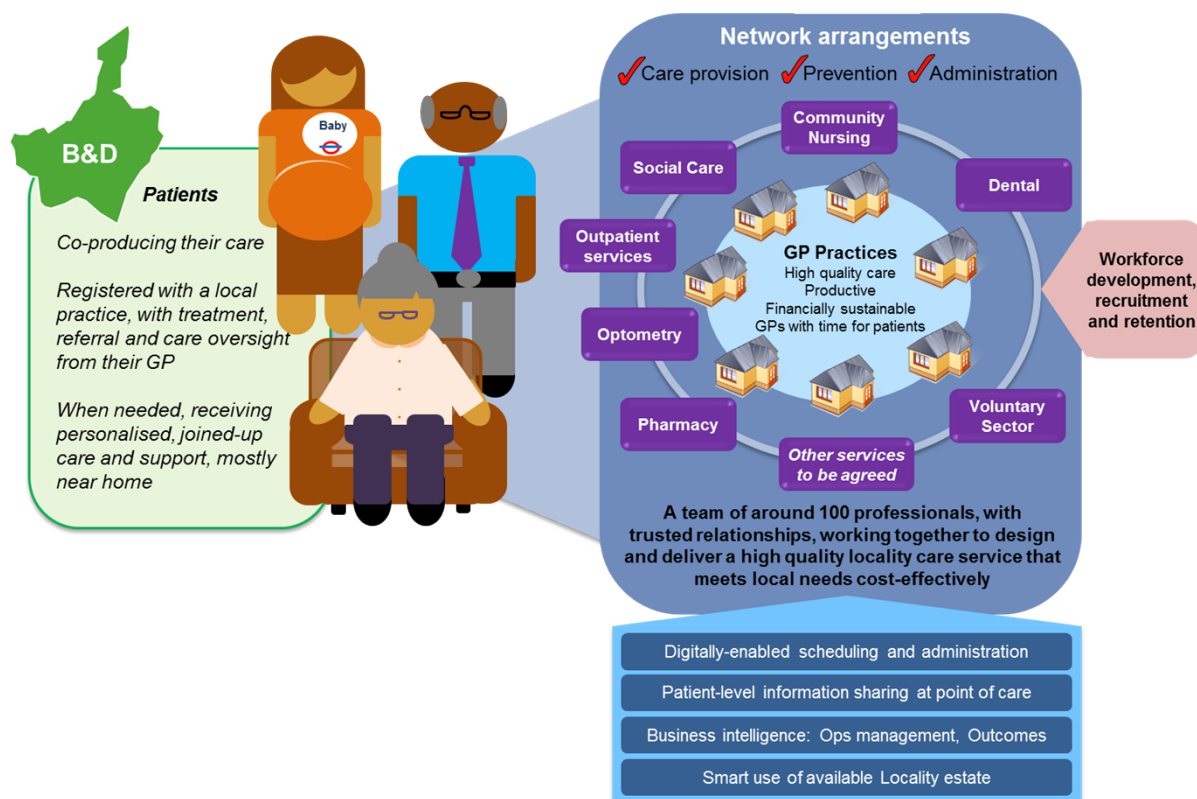 B&D
Patients
Co-producing their care
Registered with a local
practice, with treatment,
referral and care oversight
from their GP
When needed, receiving
personalised, joined-up
care and support, mostly
near home
Baby
Network arrangements
Care provision
Prevention
Administration
Community
Nursing
Social Care
Dental
Outpatient
services
Optometry
Pharmacy
Voluntary
Sector
Other services
to be agreed
GP Practices
High quality care
Productive
Financially sustainable
GPs with time for patients
A team of around 100 professionals, with
trusted relationships, working together to design
and deliver a high quality locality care service that
meets local needs cost-effectively
Workforce
development,
recruitment
and retention
Digitally-enabled scheduling and administration
Patient-level information sharing at point of care
Business intelligence: Ops management, Outcomes
Smart use of available Locality estate